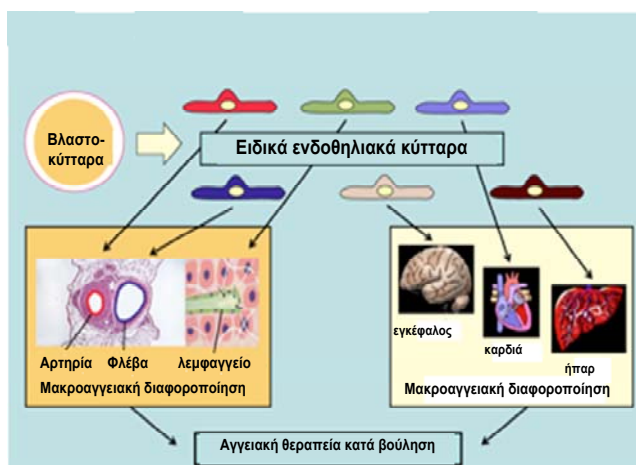 Βλαστο-
κύτταρα
Ειδικά ενδοθηλιακά κύτταρα
Αρτηρία Φλέβα λεμφαγγείο
Μακροαγγειακή διαφοροποίηση
εγκέφαλος
καρδιά
ήπαρ
Μακροαγγειακή διαφοροποίηση
Αγγειακή θεραπεία κατά βούληση